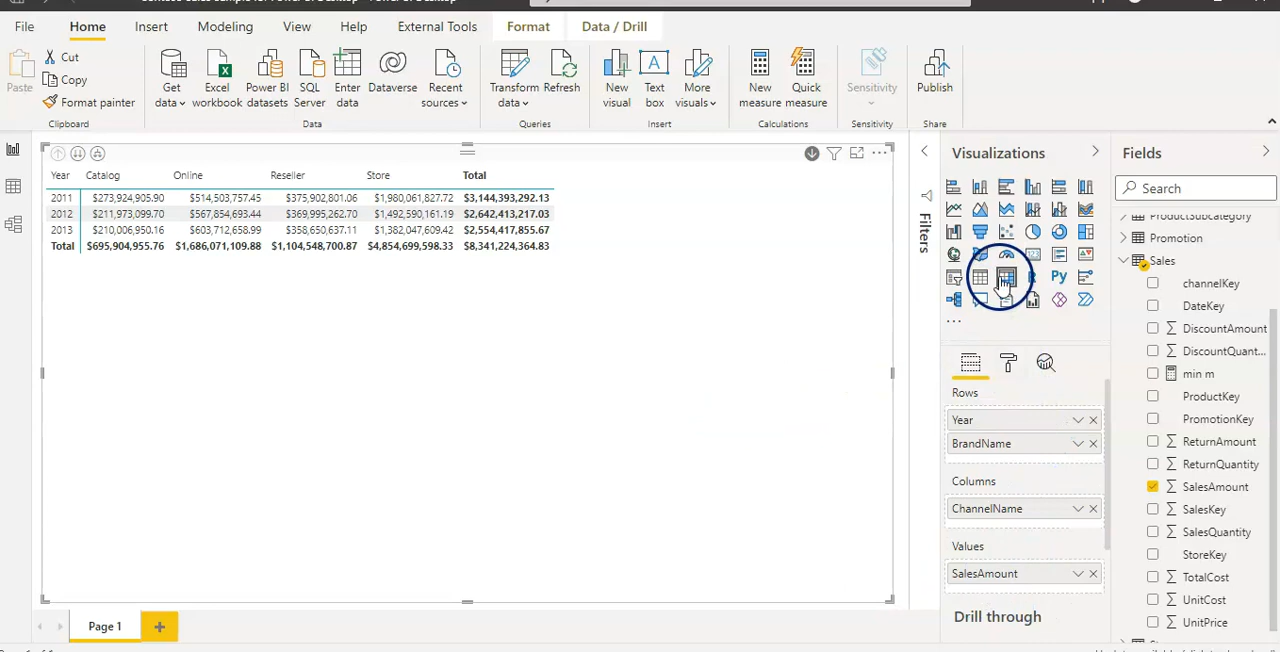 File Home Insert Modeling View Help External Tools Format Data / Drill
Paste
Cut
Copy
Format painter
Clipboard
Get data
Excel workbook
Power BI datasets
SQL Server
Enter data
Dataverse
Recent sources
Data
Transform data
Refresh
Queries
New visual
Text box
More visuals
Insert
New measure
Quick measure
Calculations
Sensitivity
Sensitivity
Publish
Share
Year Catalog Online Reseller Store Total
2011 $273,924,905.90 $514,503,757.45 $375,902,801.00 $1,980,061,827.72 $3,144,393,292.13
2012 $211,973,099.70 $567,854,693.44 $369,995,262.70 $1,492,590,161.19 $2,642,413,217.03
2013 $210,006,950.16 $603,712,658.99 $358,650,637.11 $1,382,047,609.42 $2,554,417,855.67
Total $695,904,955.76 $1,686,071,109.88 $1,104,548,700.87 $4,854,699,598.33 $8,341,224,364.83
Filters
Visualizations
Py
Rows
Year
BrandName
Columns
ChannelName
Values
SalesAmount
Drill through
Fields
Search
ProductSubcategory
Promotion
Sales
channelKey
DateKey
DiscountAmount
DiscountQuant...
min m
ProductKey
PromotionKey
ReturnAmount
ReturnQuantity
SalesAmount
SalesKey
SalesQuantity
StoreKey
TotalCost
UnitCost
UnitPrice
Page 1